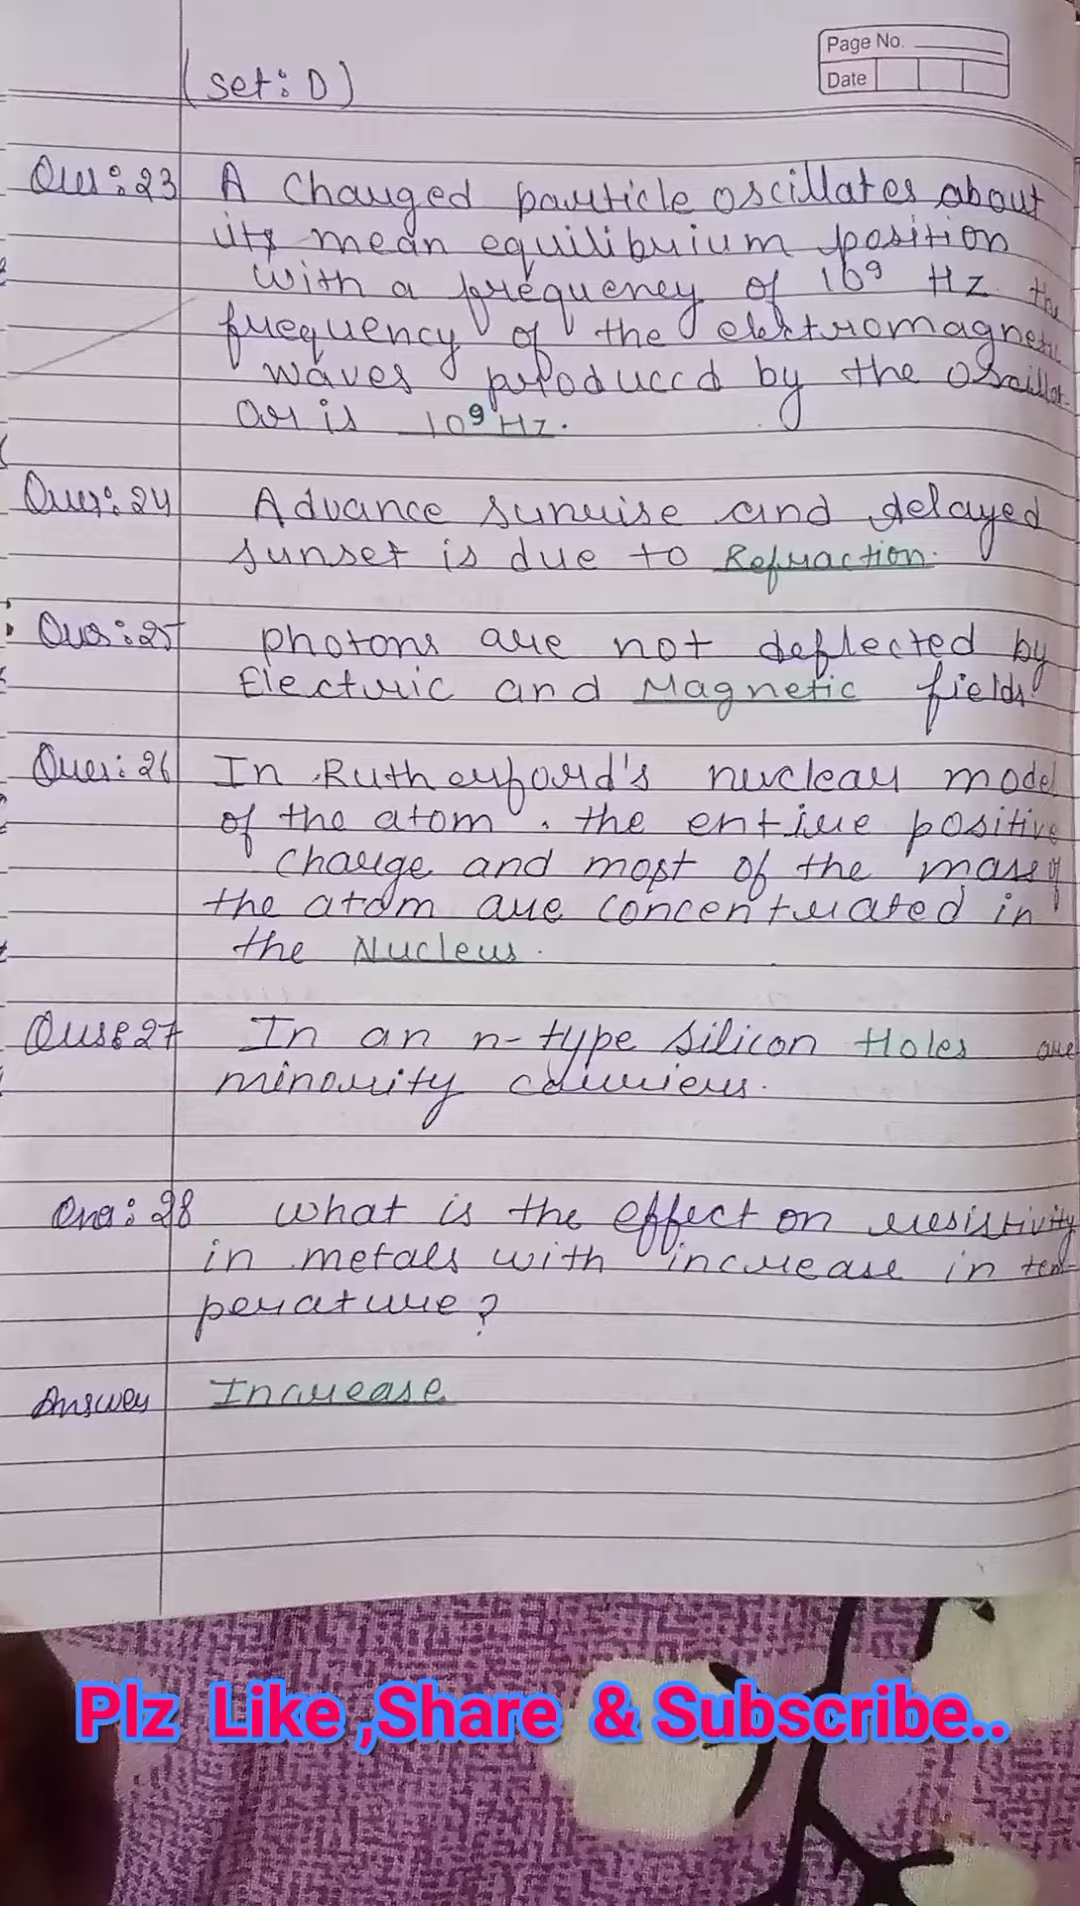 Page No.
Date
(set: D)
Ques: 23 A Charged particle oscillates about
its mean equilibrium position
with a frequency of 10⁹ Hz the
frequency of the electromagnetic
waves produced by the oscillat-
or is 10⁹ Hz.
Ques: 24 Advance sunrise and delayed
sunset is due to Refraction.
Ques: 25 photons are not deflected by
Electric and Magnetic fields.
Ques: 26 In Rutherford's nuclear model
of the atom, the entire positive
charge and most of the mass of
the atom are concentrated in
the Nucleus.
Ques: 27 In an n-type silicon Holes are
minority carriers.
Ques: 28 what is the effect on resistivity
in metals with increase in tem-
perature?
Answer Increase
Plz Like ,Share & Subscribe..